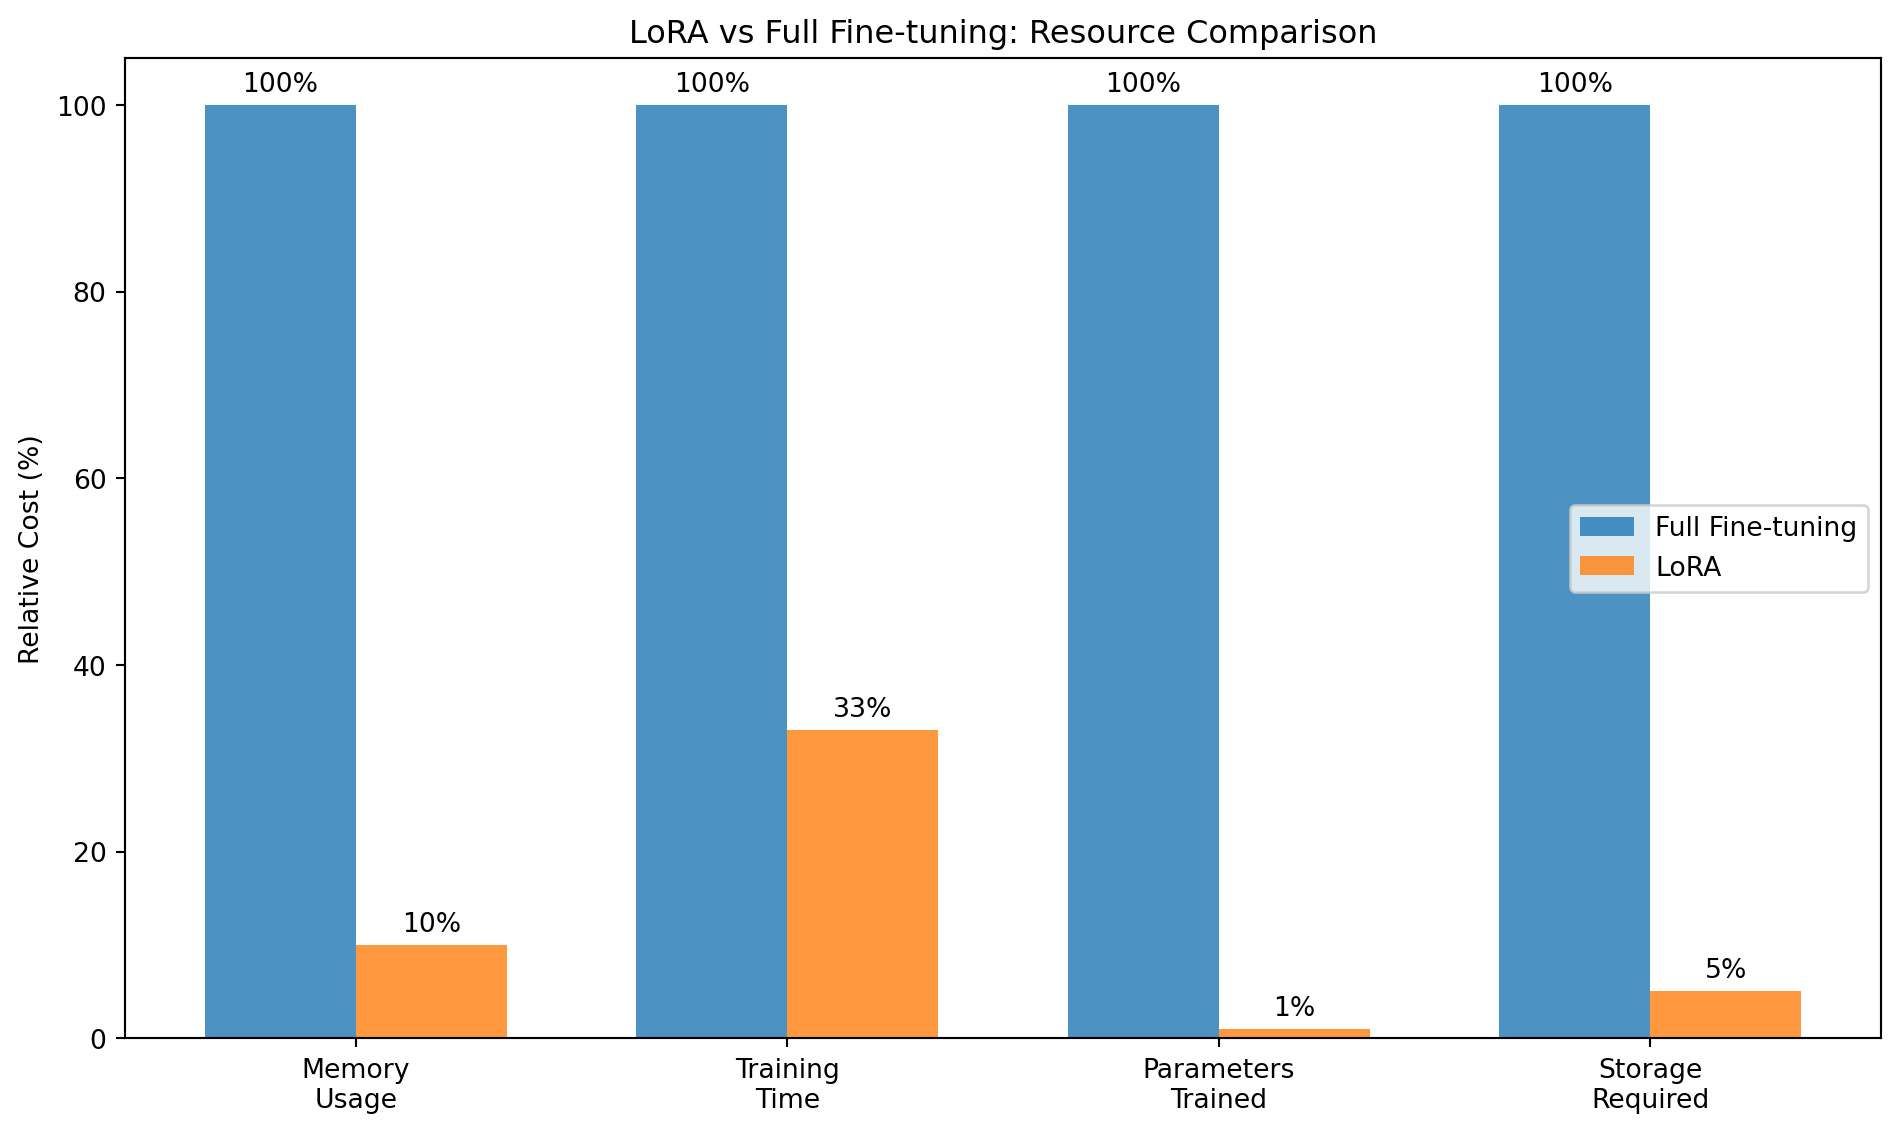 LoRA vs Full Fine-tuning: Resource Comparison
100%
100%
100%
100%
100
80
60
40
20
0
Relative Cost (%)
10%
33%
1%
5%
Full Fine-tuning
LoRA
Memory
Usage
Training
Time
Parameters
Trained
Storage
Required